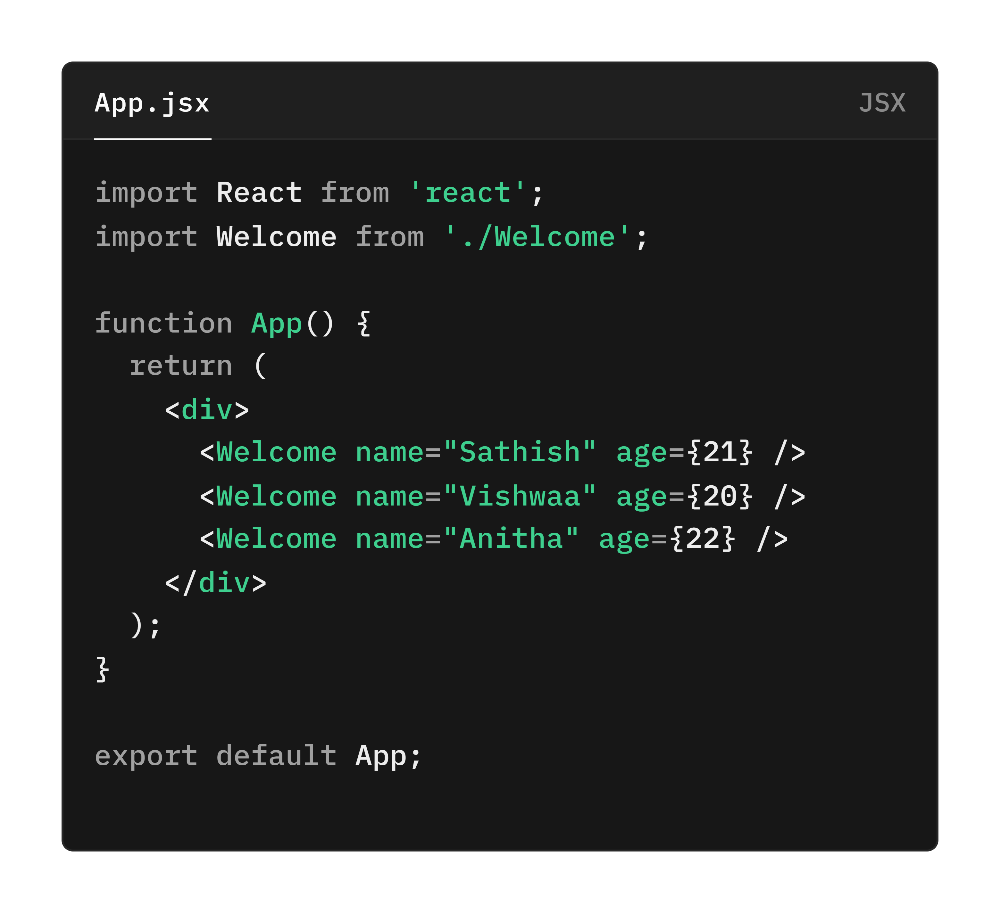 App.jsx
JSX
import React from 'react';
import Welcome from './Welcome';

function App() {
  return (
    <div>
      <Welcome name="Sathish" age={21} />
      <Welcome name="Vishwaa" age={20} />
      <Welcome name="Anitha" age={22} />
    </div>
  );
}

export default App;